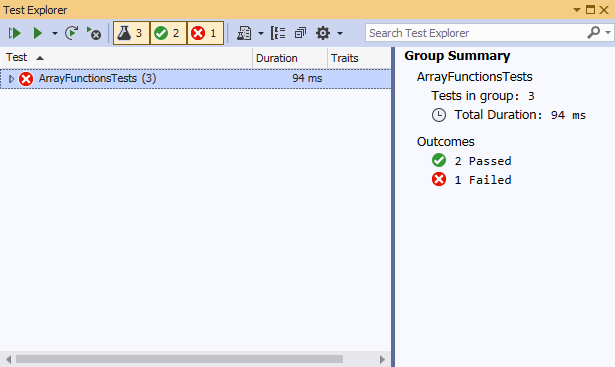 Test Explorer
3 2 1
Search Test Explorer
Test Duration Traits
ArrayFunctionsTests (3) 94 ms
Group Summary
ArrayFunctionsTests
Tests in group: 3
Total Duration: 94 ms
Outcomes
2 Passed
1 Failed